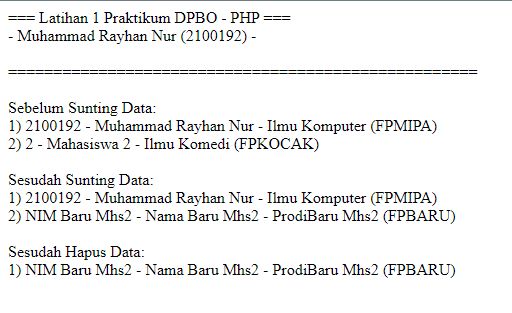 === Latihan 1 Praktikum DPBO - PHP ===
- Muhammad Rayhan Nur (2100192) -
====================================================
Sebelum Sunting Data:
1) 2100192 - Muhammad Rayhan Nur - Ilmu Komputer (FPMIPA)
2) 2 - Mahasiswa 2 - Ilmu Komedi (FPKOCAK)
Sesudah Sunting Data:
1) 2100192 - Muhammad Rayhan Nur - Ilmu Komputer (FPMIPA)
2) NIM Baru Mhs2 - Nama Baru Mhs2 - ProdiBaru Mhs2 (FPBARU)
Sesudah Hapus Data:
1) NIM Baru Mhs2 - Nama Baru Mhs2 - ProdiBaru Mhs2 (FPBARU)